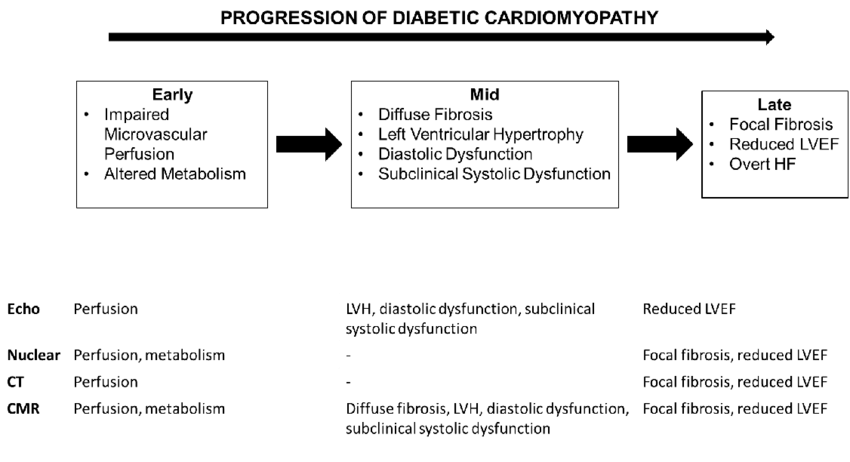 PROGRESSION OF DIABETIC CARDIOMYOPATHY
Early
• Impaired
Microvascular
Perfusion
• Altered Metabolism
Mid
• Diffuse Fibrosis
• Left Ventricular Hypertrophy
• Diastolic Dysfunction
• Subclinical Systolic Dysfunction
Late
• Focal Fibrosis
• Reduced LVEF
• Overt HF
Echo Perfusion LVH, diastolic dysfunction, subclinical Reduced LVEF
systolic dysfunction
Nuclear Perfusion, metabolism - Focal fibrosis, reduced LVEF
CT Perfusion - Focal fibrosis, reduced LVEF
CMR Perfusion, metabolism Diffuse fibrosis, LVH, diastolic dysfunction, Focal fibrosis, reduced LVEF
subclinical systolic dysfunction